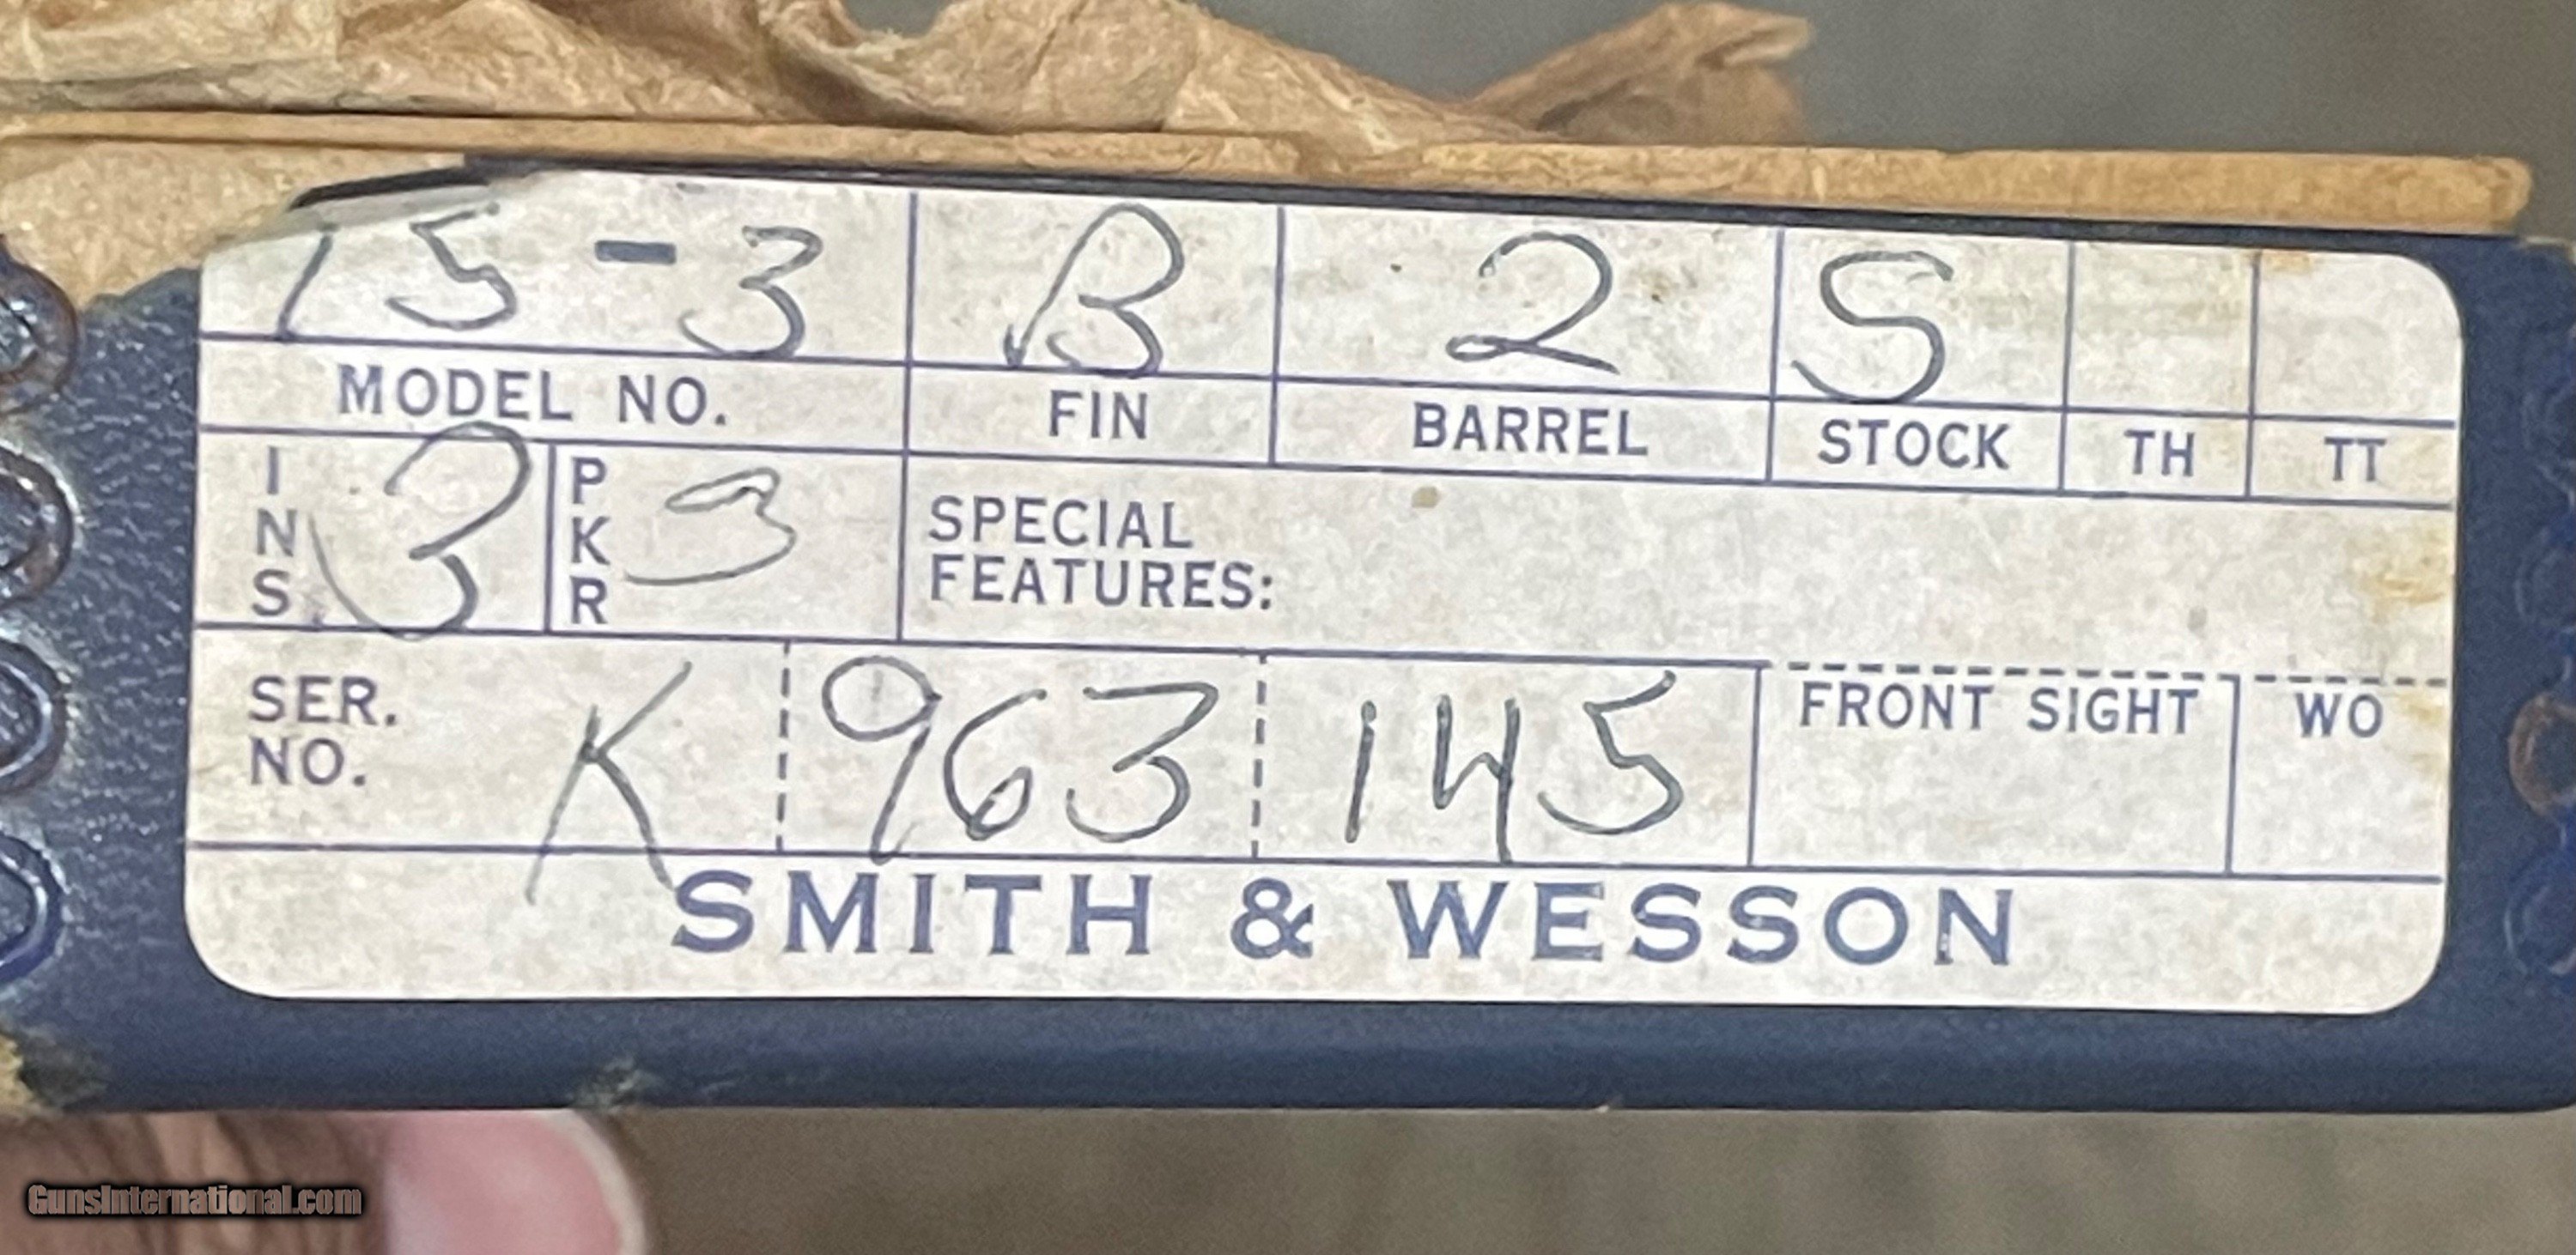 15-3 B 2 S
MODEL NO. FIN BARREL STOCK TH TT
INS 3 PKR 3 SPECIAL
FEATURES:
SER.
NO. K 963 145 FRONT SIGHT WO
SMITH & WESSON
GunsInternational.com